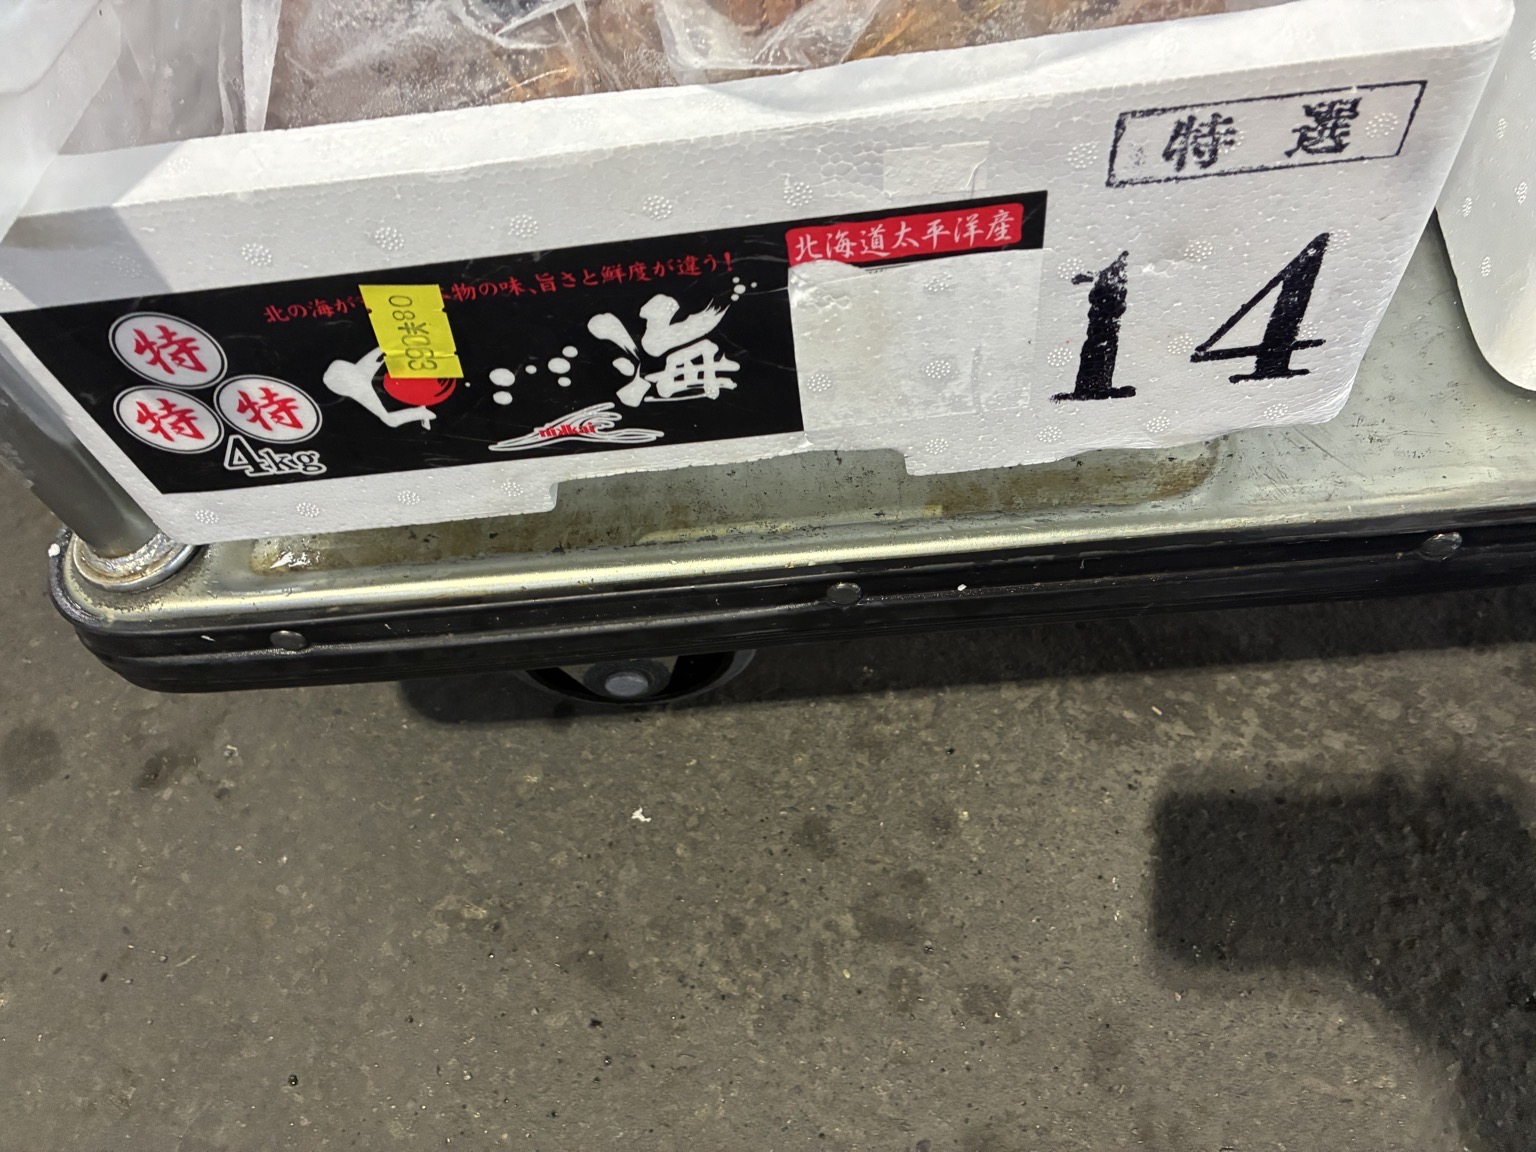 特選
14
北海道太平洋産
北の海が 物の味、旨さと鮮度が違う!
海
特
特
特
4kg